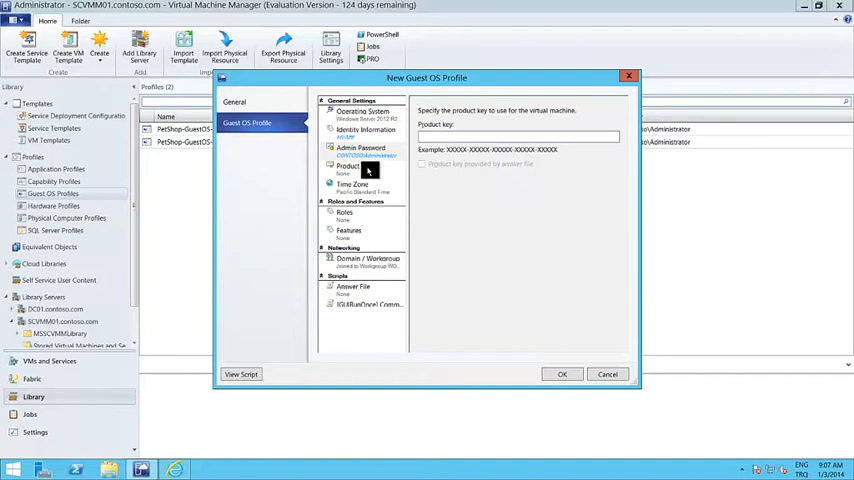 Administrator - SCVMM01.contoso.com - Virtual Machine Manager (Evaluation Version - 124 days remaining)
Home
Folder
Create Service Template
Create VM Template
Create
Add Library Server
Import Template
Import Physical Resource
Export Physical Resource
Library Settings
PowerShell
Jobs
PRO
Create
Library
Profiles (2)
Templates
Service Deployment Configuratio
Service Templates
VM Templates
Profiles
Application Profiles
Capability Profiles
Guest OS Profiles
Hardware Profiles
Physical Computer Profiles
SQL Server Profiles
Equivalent Objects
Cloud Libraries
Self Service User Content
Library Servers
DC01.contoso.com
SCVMM01.contoso.com
MSSCVMMLibrary
Stored Virtual Machines and Se
VMs and Services
Fabric
Library
Jobs
Settings
Name
PetShop-GuestOS-
PetShop-GuestOS-
\Administrator
\Administrator
New Guest OS Profile
General
Guest OS Profile
General Settings
Operating System
Windows Server 2012 R2
Identity Information
Admin Password
CONTOSO\Administrator
Product
None
Time Zone
Pacific Standard Time
Roles and Features
Roles
None
Features
None
Networking
Domain / Workgroup
Joined to Workgroup WO...
Scripts
Answer File
None
[GUIRunOnce] Comm...
Specify the product key to use for the virtual machine.
Product key:
Example: XXXXX-XXXXX-XXXXX-XXXXX-XXXXX
Product key provided by answer file
View Script
OK
Cancel
ENG
TRQ
9:07 AM
1/3/2014